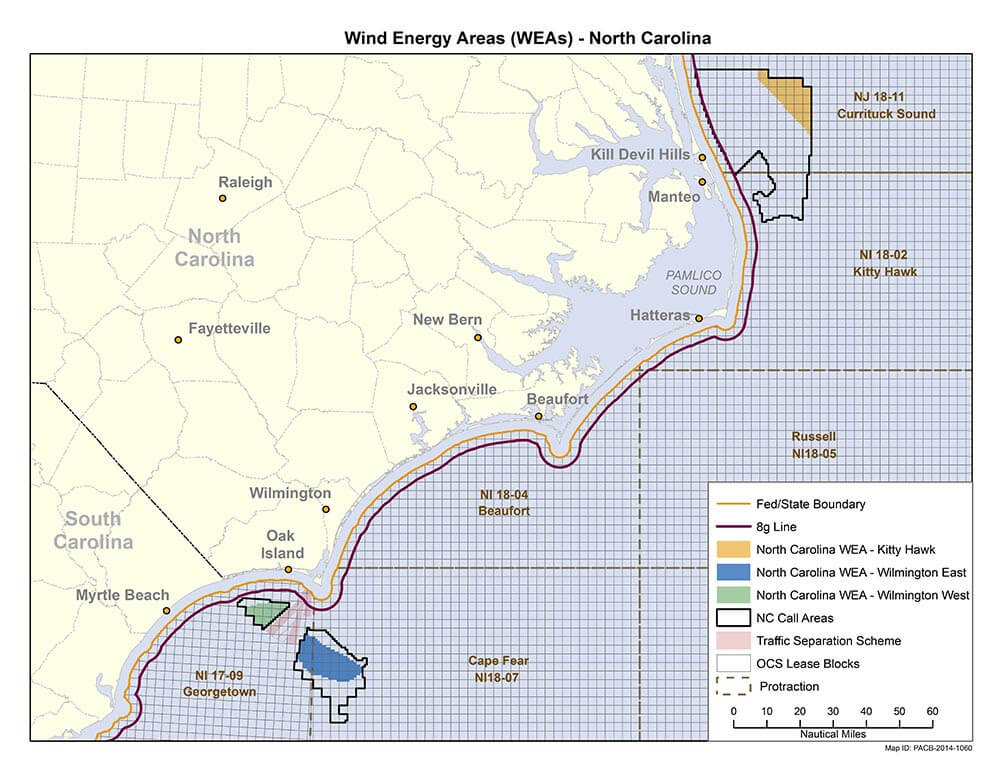 Wind Energy Areas (WEAs) - North Carolina
NJ 18-11
Currituck Sound
Kill Devil Hills
Raleigh
Manteo
North
Carolina
NI 18-02
Kitty Hawk
PAMLICO
SOUND
Hatteras
New Bern
Fayetteville
Jacksonville
Beaufort
Russell
NI18-05
Wilmington
NI 18-04
Beaufort
South
Carolina
Oak
Island
Myrtle Beach
Cape Fear
NI18-07
NI 17-09
Georgetown
Fed/State Boundary
8g Line
North Carolina WEA - Kitty Hawk
North Carolina WEA - Wilmington East
North Carolina WEA - Wilmington West
NC Call Areas
Traffic Separation Scheme
OCS Lease Blocks
Protraction
0 10 20 30 40 50 60
Nautical Miles
Map ID: PACB-2014-1060